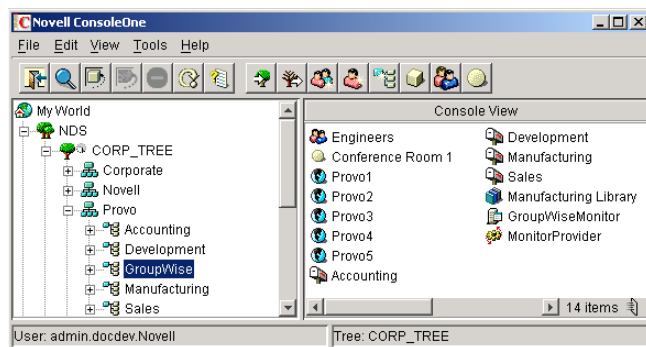 Novell ConsoleOne
File Edit View Tools Help
My World
NDS
CORP_TREE
Corporate
Novell
Provo
Accounting
Development
GroupWise
Manufacturing
Sales
Console View
Engineers
Conference Room 1
Provo1
Provo2
Provo3
Provo4
Provo5
Accounting
Development
Manufacturing
Sales
Manufacturing Library
GroupWiseMonitor
MonitorProvider
14 items
User: admin.docdev.Novell
Tree: CORP_TREE